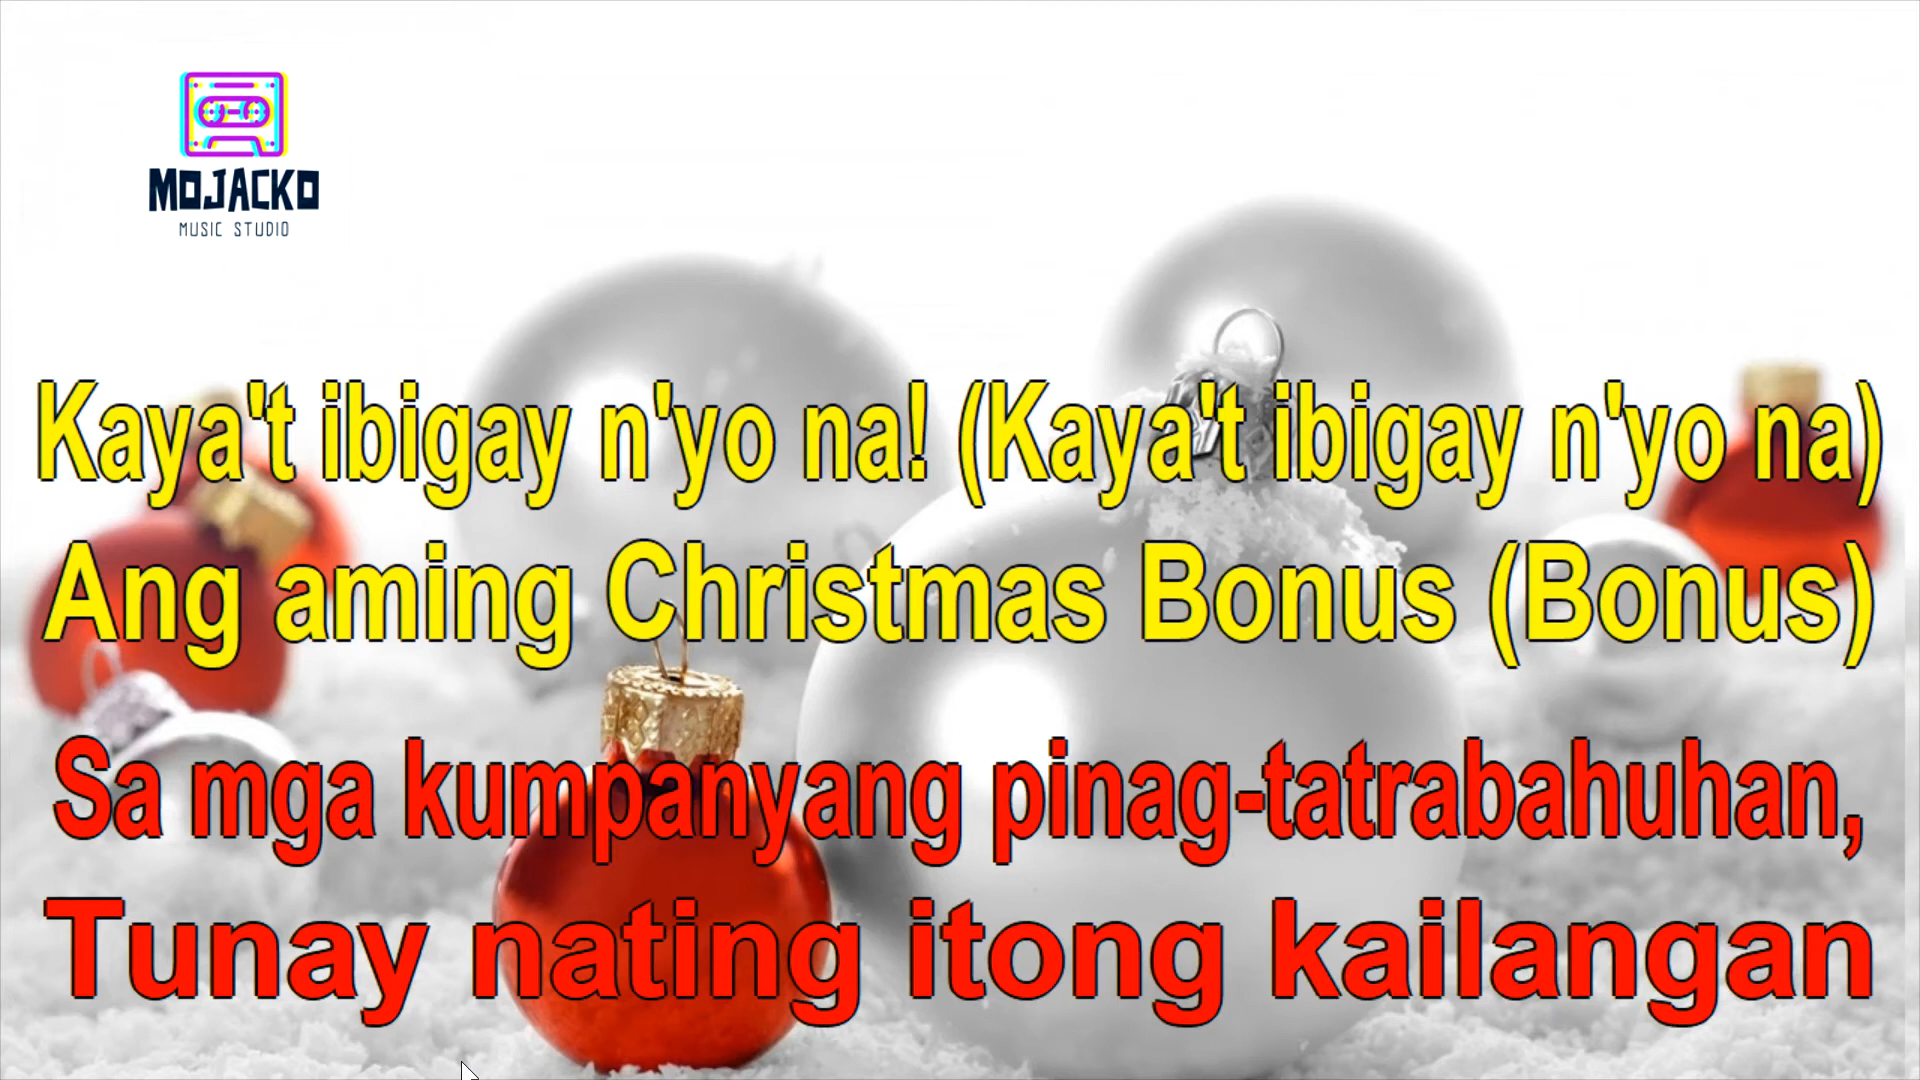 MOJACKO
MUSIC STUDIO
Kaya't ibigay n'yo na! (Kaya't ibigay n'yo na)
Ang aming Christmas Bonus (Bonus)
Sa mga kumpanyang pinag-tatrabahuhan,
Tunay nating itong kailangan